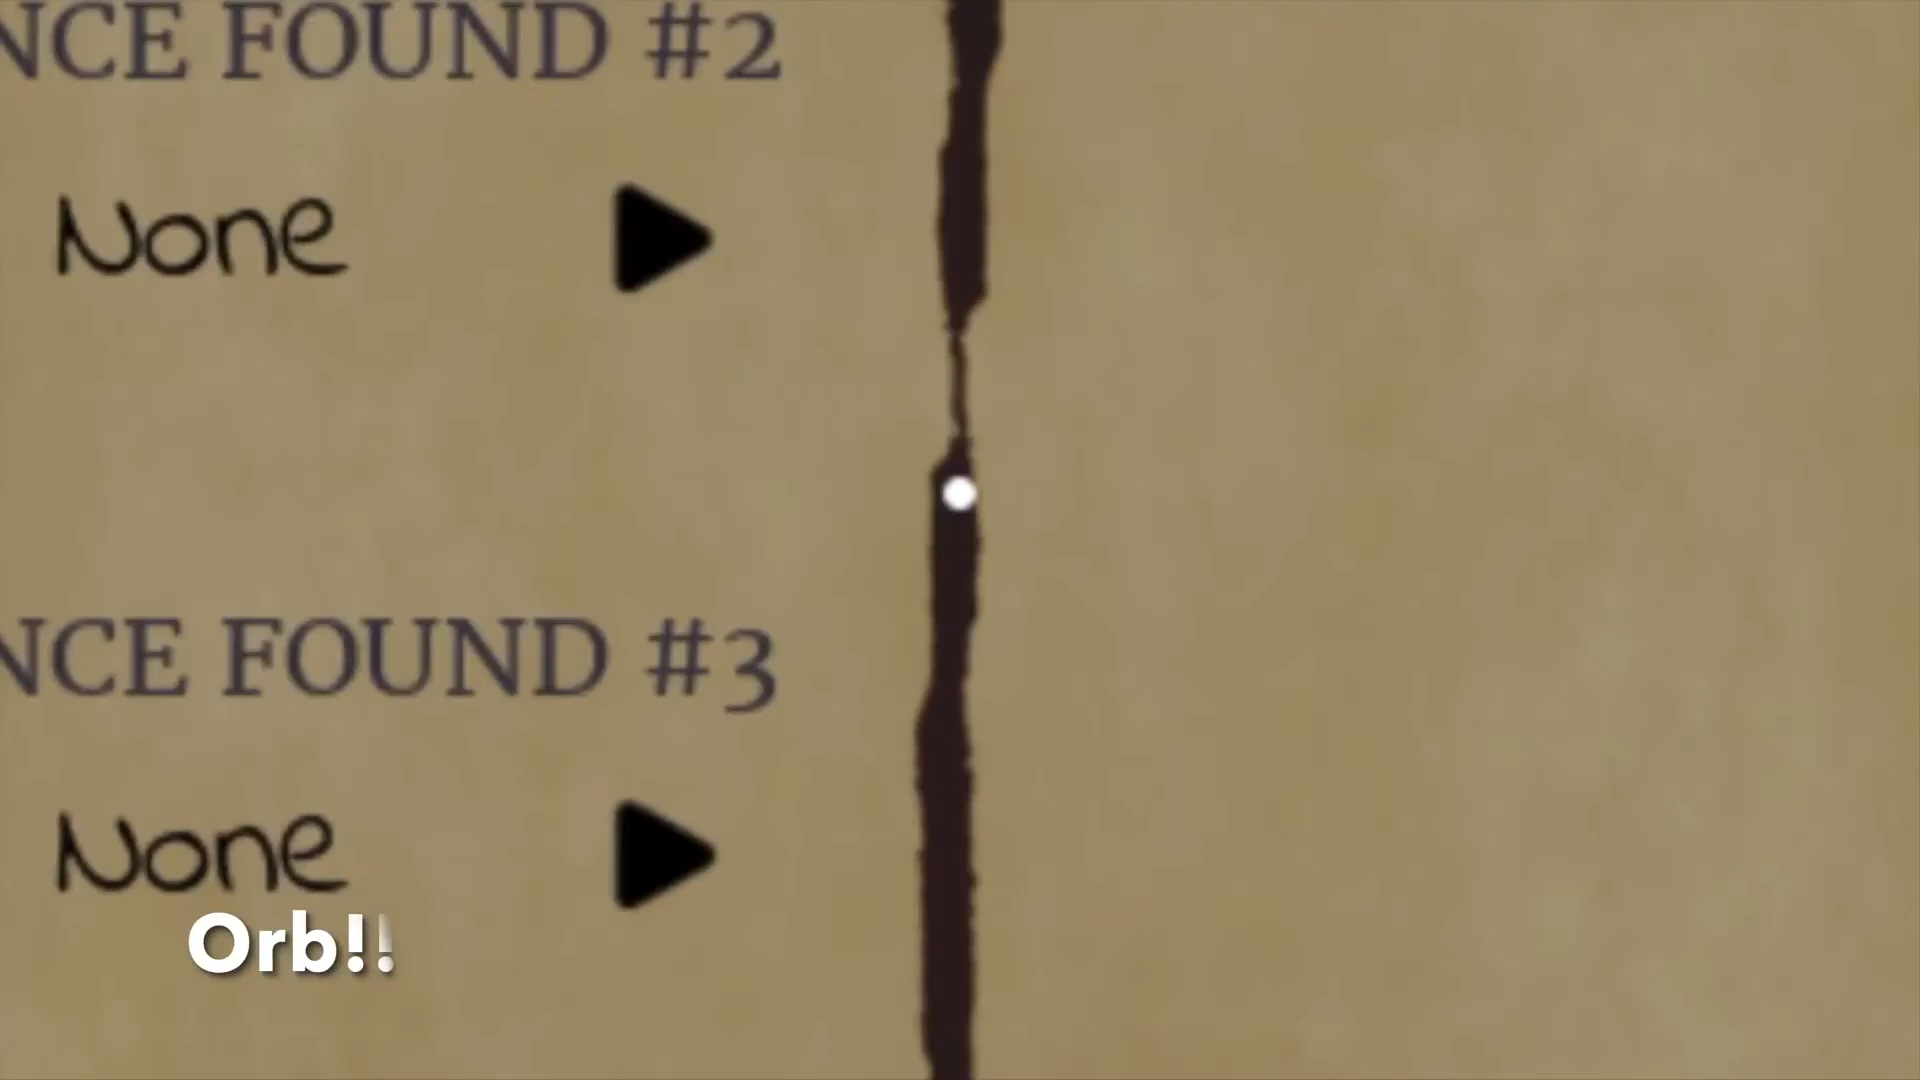 NCE FOUND #2
None
NCE FOUND #3
None
Orb!!